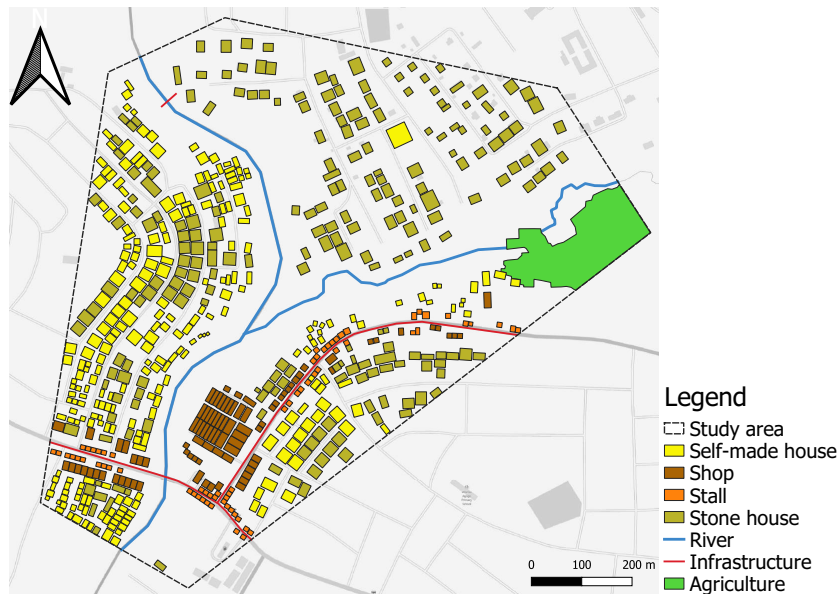 N
Legend
Study area
Self-made house
Shop
Stall
Stone house
River
Infrastructure
Agriculture
0 100 200 m